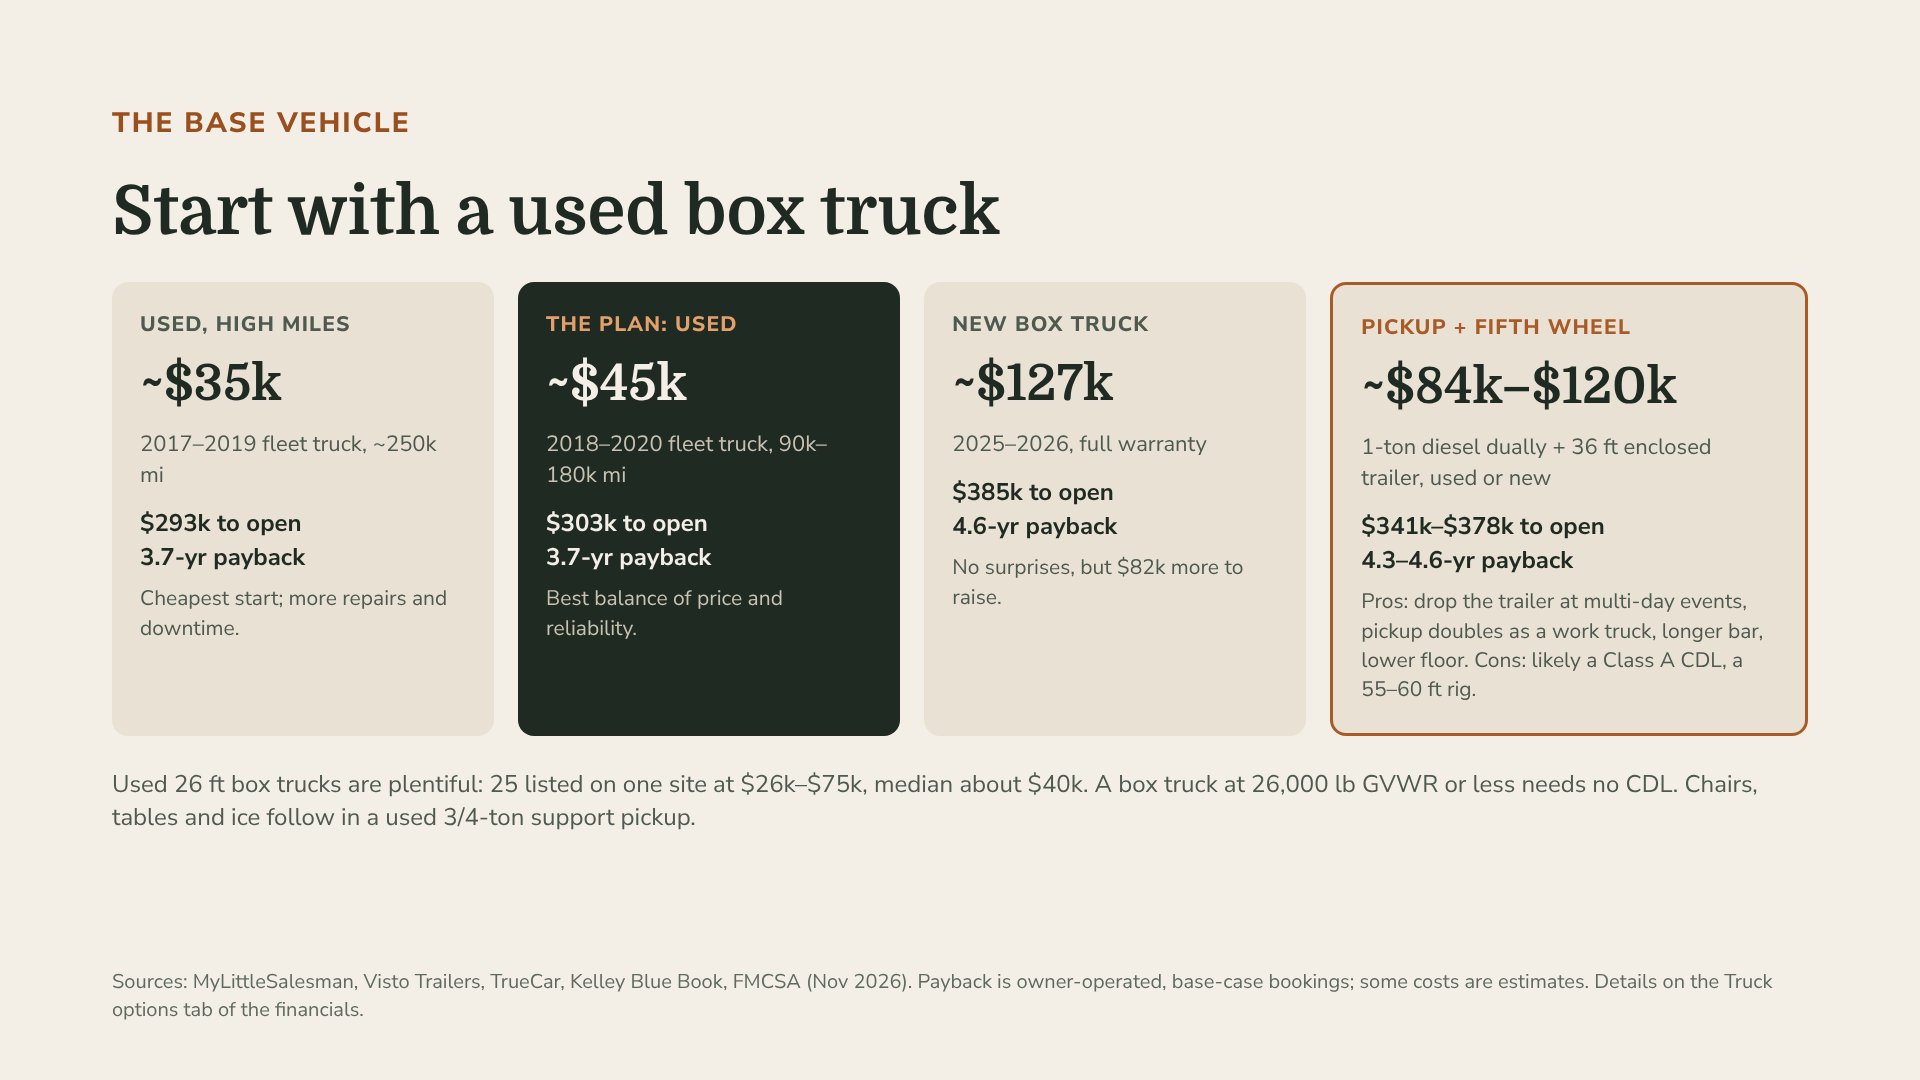 THE BASE VEHICLE
Start with a used box truck
USED, HIGH MILES
~$35k
2017–2019 fleet truck, ~250k
mi
$293k to open
3.7-yr payback
Cheapest start; more repairs and
downtime.
THE PLAN: USED
~$45k
2018–2020 fleet truck, 90k–
180k mi
$303k to open
3.7-yr payback
Best balance of price and
reliability.
NEW BOX TRUCK
~$127k
2025–2026, full warranty
$385k to open
4.6-yr payback
No surprises, but $82k more to
raise.
PICKUP + FIFTH WHEEL
~$84k–$120k
1-ton diesel dually + 36 ft enclosed
trailer, used or new
$341k–$378k to open
4.3–4.6-yr payback
Pros: drop the trailer at multi-day events,
pickup doubles as a work truck, longer bar,
lower floor. Cons: likely a Class A CDL, a
55–60 ft rig.
Used 26 ft box trucks are plentiful: 25 listed on one site at $26k–$75k, median about $40k. A box truck at 26,000 lb GVWR or less needs no CDL. Chairs,
tables and ice follow in a used 3/4-ton support pickup.
Sources: MyLittleSalesman, Visto Trailers, TrueCar, Kelley Blue Book, FMCSA (Nov 2026). Payback is owner-operated, base-case bookings; some costs are estimates. Details on the Truck
options tab of the financials.